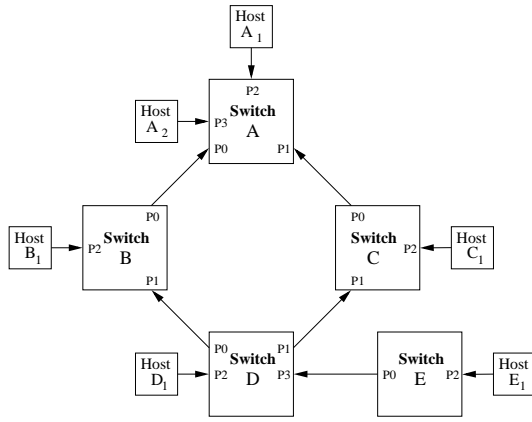 Host
A 1
P2
Host
A 2
Switch
A
P3
P0
P1
P0
P0
Host
B1
P2
Switch
B
P1
Switch
C
P2
P1
Host
C1
P0
P1
Host
D1
P2
Switch
D
P3
P0
Switch
E
P2
Host
E1